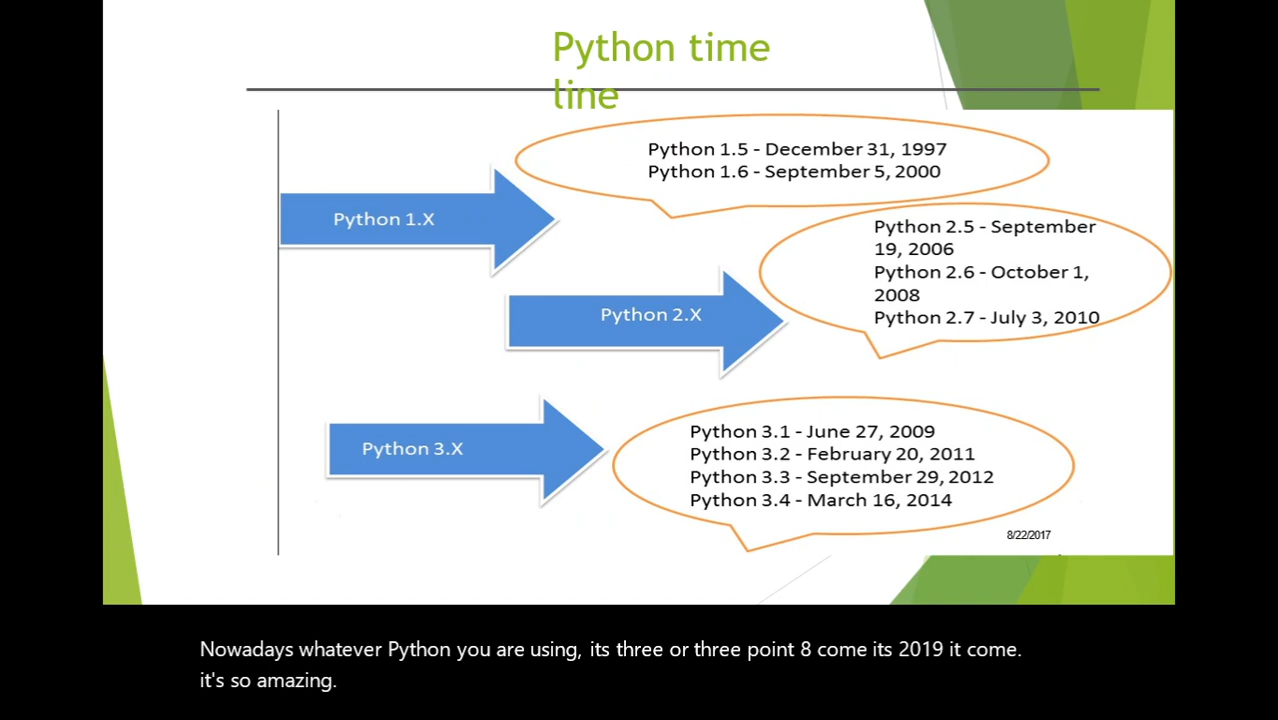 Python time
line
Python 1.5 - December 31, 1997
Python 1.6 - September 5, 2000
Python 1.X
Python 2.5 - September
19, 2006
Python 2.6 - October 1,
2008
Python 2.7 - July 3, 2010
Python 2.X
Python 3.1 - June 27, 2009
Python 3.2 - February 20, 2011
Python 3.3 - September 29, 2012
Python 3.4 - March 16, 2014
Python 3.X
8/22/2017
Nowadays whatever Python you are using, its three or three point 8 come its 2019 it come.
it's so amazing.